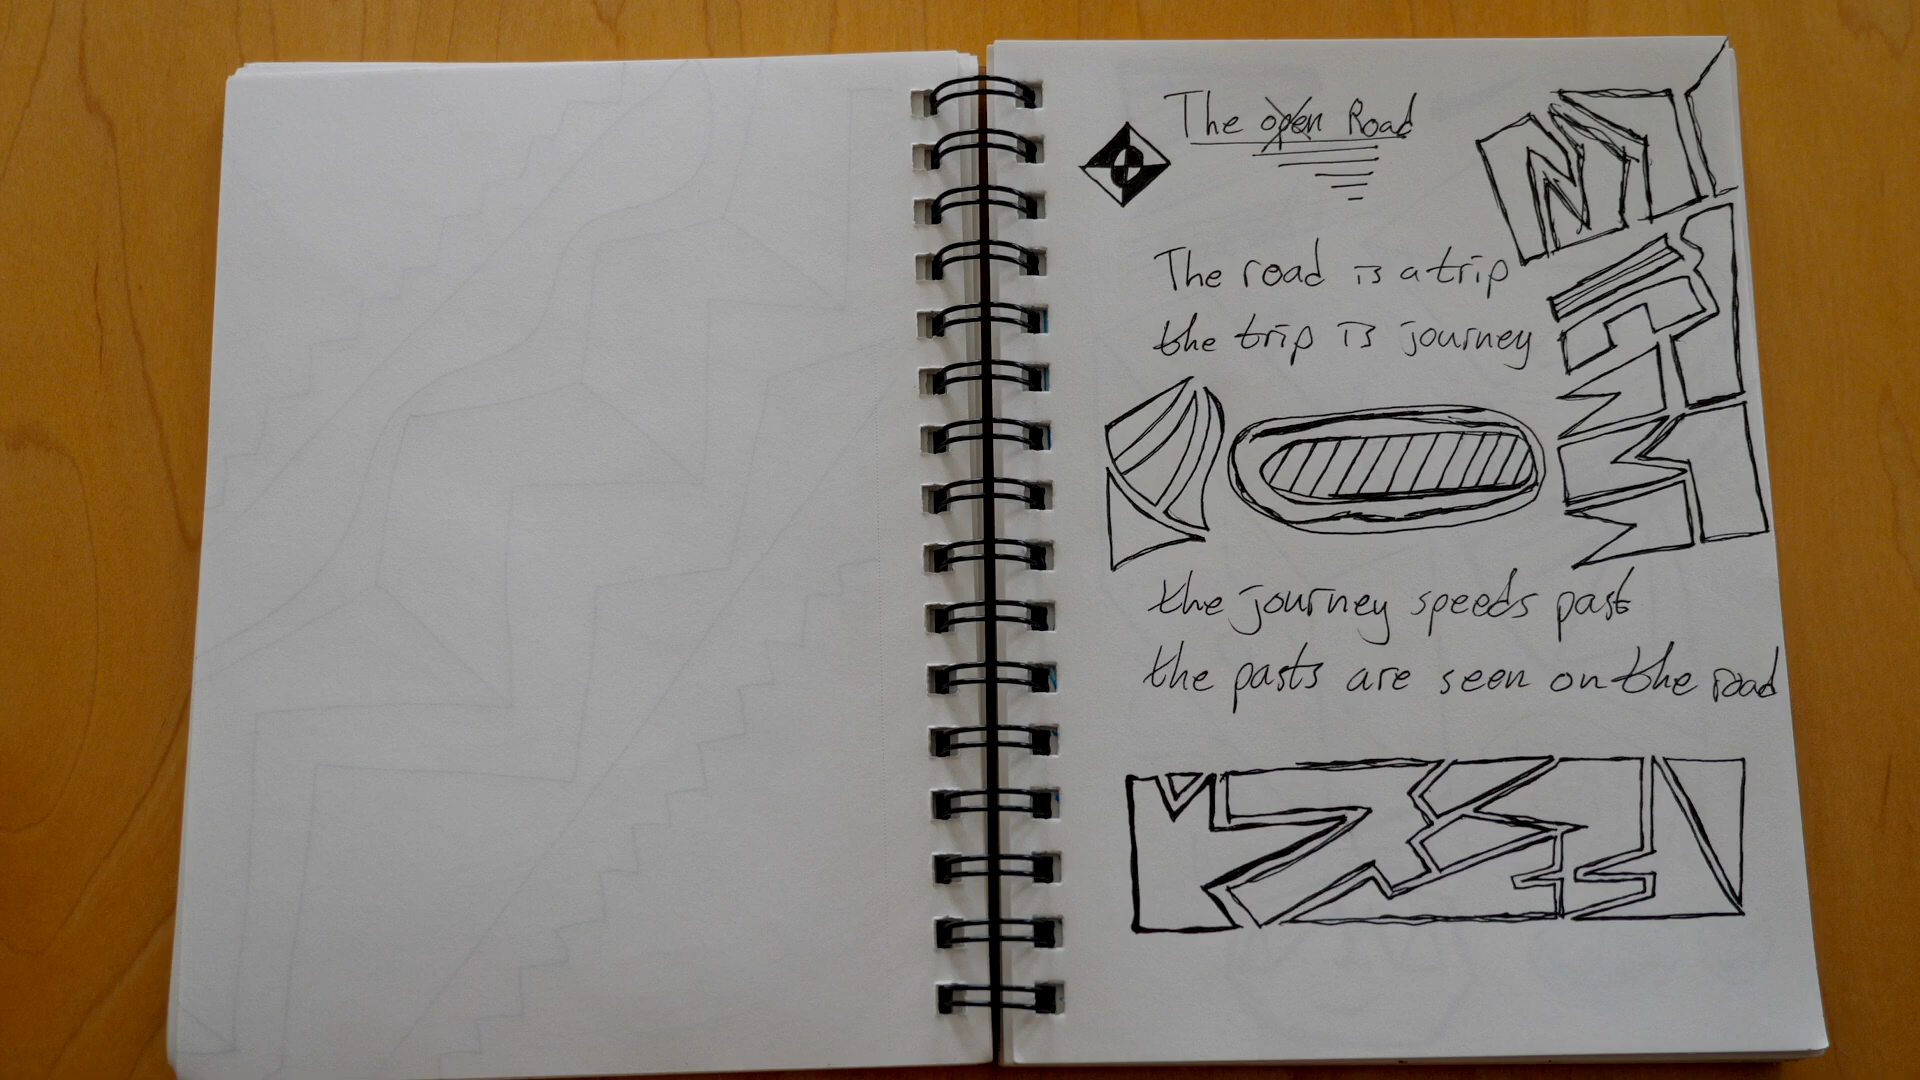 The open Road
The road is a trip
the trip is journey
the journey speeds past
the pasts are seen on the road